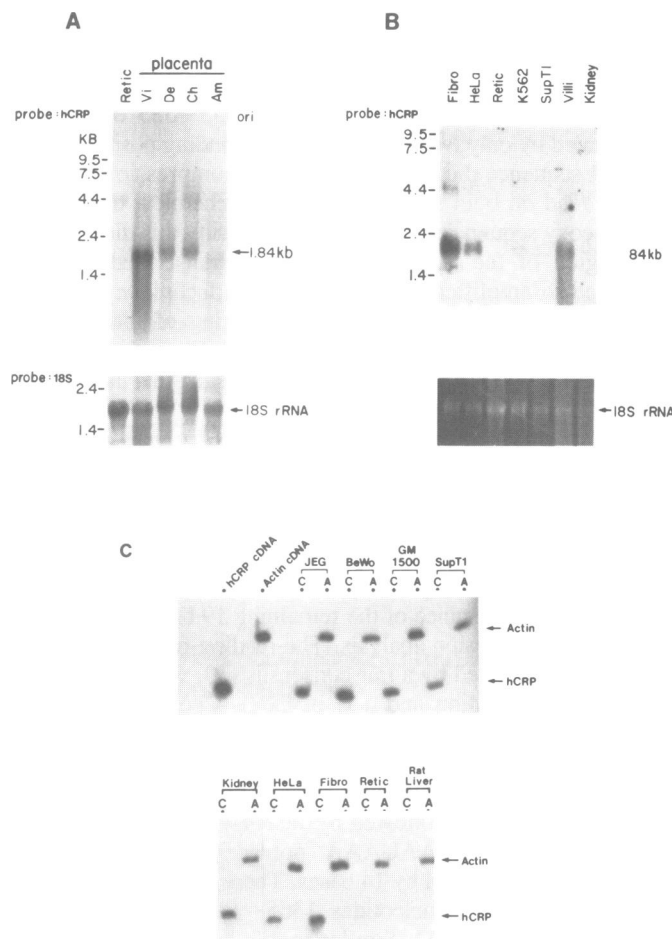 A
placenta
Retic
Vi
De
Ch
Am
probe:hCRP
ori
KB
9.5-
7.5-
4.4-
2.4-
1.4-
←1.84kb
probe:18S
2.4-
1.4-
←18S rRNA
B
Fibro
HeLa
Retic
K562
SupT1
Villi
Kidney
probe:hCRP
9.5-
7.5-
4.4-
2.4-
1.4-
84kb
←18S rRNA
C
hCRP cDNA
Actin cDNA
JEG
BeWo
GM
1500
SupT1
C A C A C A C A
← Actin
← hCRP
Kidney
HeLa
Fibro
Retic
Rat
Liver
C A C A C A C A C A
← Actin
← hCRP